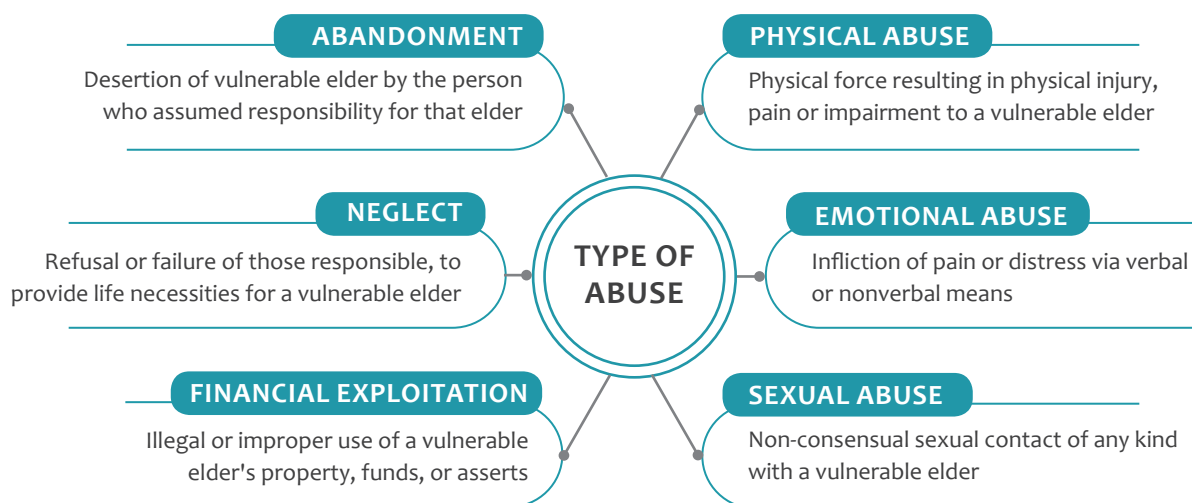 ABANDONMENT
Desertion of vulnerable elder by the person
who assumed responsibility for that elder
PHYSICAL ABUSE
Physical force resulting in physical injury,
pain or impairment to a vulnerable elder
NEGLECT
Refusal or failure of those responsible, to
provide life necessities for a vulnerable elder
TYPE OF
ABUSE
EMOTIONAL ABUSE
Infliction of pain or distress via verbal
or nonverbal means
FINANCIAL EXPLOITATION
Illegal or improper use of a vulnerable
elder's property, funds, or asserts
SEXUAL ABUSE
Non-consensual sexual contact of any kind
with a vulnerable elder